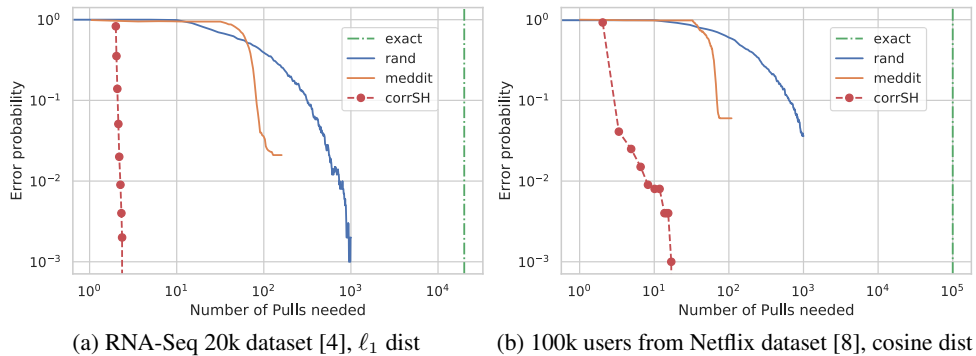 10⁰
10⁻¹
10⁻²
10⁻³
Error probability
10⁰
10¹
10²
10³
10⁴
Number of Pulls needed
exact
rand
meddit
corrSH
(a) RNA-Seq 20k dataset [4], ℓ₁ dist
10⁰
10⁻¹
10⁻²
10⁻³
Error probability
10⁰
10¹
10²
10³
10⁴
10⁵
Number of Pulls needed
exact
rand
meddit
corrSH
(b) 100k users from Netflix dataset [8], cosine dist